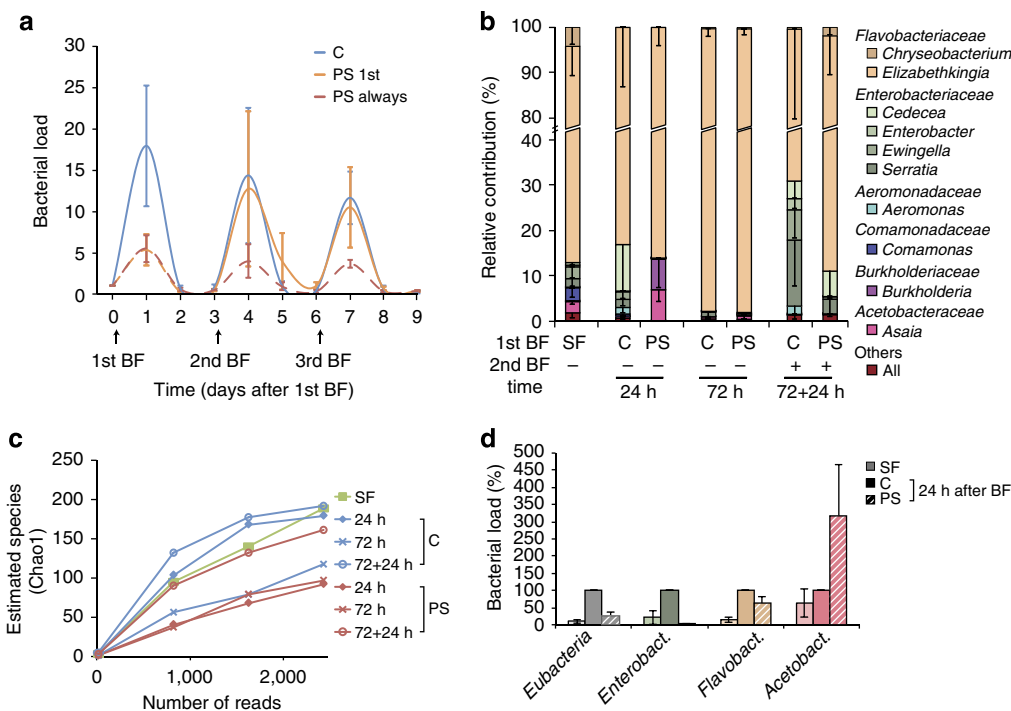 a
30
25
20
15
10
5
0
Bacterial load
C
PS 1st
PS always
0 1 2 3 4 5 6 7 8 9
1st BF 2nd BF 3rd BF
Time (days after 1st BF)
b
100
90
80
40
30
20
10
0
Relative contribution (%)
1st BF SF C PS C PS C PS
2nd BF – – – – – + +
time 24 h 72 h 72+24 h
Flavobacteriaceae
Chryseobacterium
Elizabethkingia
Enterobacteriaceae
Cedecea
Enterobacter
Ewingella
Serratia
Aeromonadaceae
Aeromonas
Comamonadaceae
Comamonas
Burkholderiaceae
Burkholderia
Acetobacteraceae
Asaia
Others
All
c
250
200
150
100
50
0
Estimated species
(Chao1)
0 1,000 2,000
Number of reads
SF
24 h
72 h
72+24 h
C
24 h
72 h
72+24 h
PS
d
500
450
400
350
300
250
200
150
100
50
0
Bacterial load (%)
SF
C
PS
24 h after BF
Eubacteria
Enterobact.
Flavobact.
Acetobact.